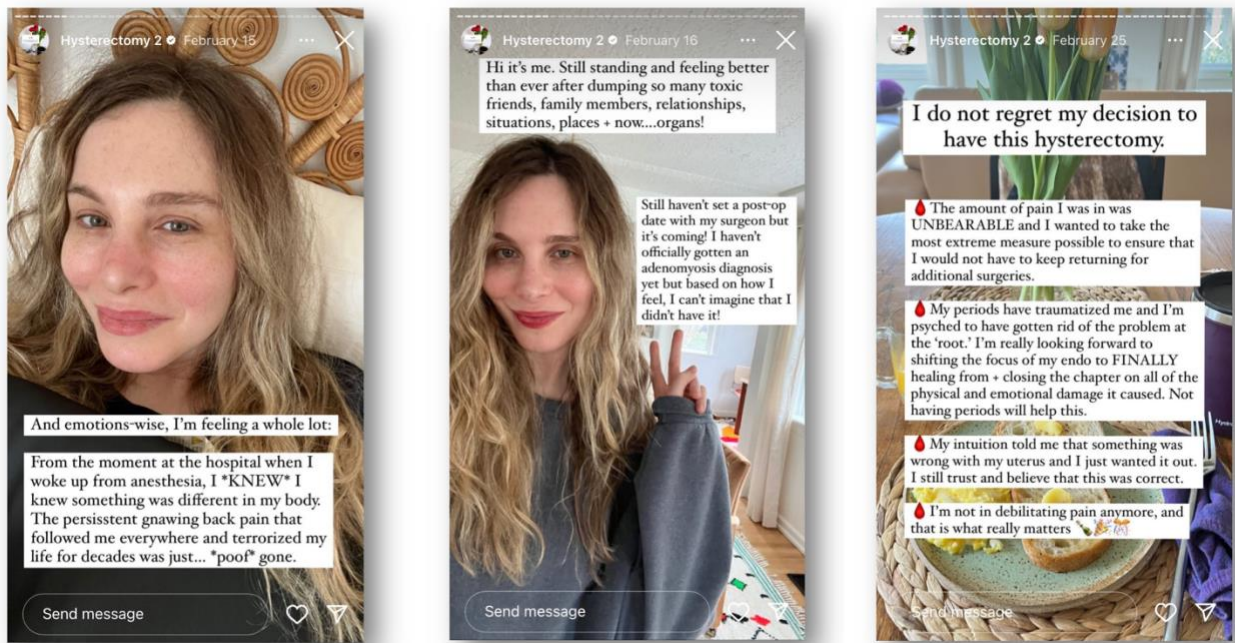 Hysterectomy 2 February 15
And emotions-wise, I'm feeling a whole lot:
From the moment at the hospital when I
woke up from anesthesia, I *KNEW* I
knew something was different in my body.
The persisstent gnawing back pain that
followed me everywhere and terrorized my
life for decades was just... *poof* gone.
Send message
Hysterectomy 2 February 16
Hi it's me. Still standing and feeling better
than ever after dumping so many toxic
friends, family members, relationships,
situations, places + now....organs!
Still haven't set a post-op
date with my surgeon but
it's coming! I haven't
officially gotten an
adenomyosis diagnosis
yet but based on how I
feel, I can't imagine that I
didn't have it!
Send message
Hysterectomy 2 February 25
I do not regret my decision to
have this hysterectomy.
The amount of pain I was in was
UNBEARABLE and I wanted to take the
most extreme measure possible to ensure that
I would not have to keep returning for
additional surgeries.
My periods have traumatized me and I'm
psyched to have gotten rid of the problem at
the 'root.' I'm really looking forward to
shifting the focus of my endo to FINALLY
healing from + closing the chapter on all of the
physical and emotional damage it caused. Not
having periods will help this.
My intuition told me that something was
wrong with my uterus and I just wanted it out.
I still trust and believe that this was correct.
I'm not in debilitating pain anymore, and
that is what really matters
Send message